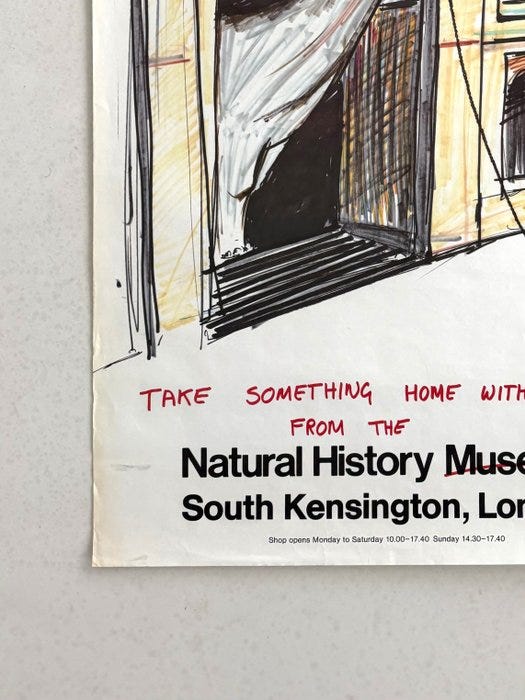 TAKE SOMETHING HOME WITH
FROM THE
Natural History Muse
South Kensington, Lon
Shop opens Monday to Saturday 10.00–17.40 Sunday 14.30–17.40